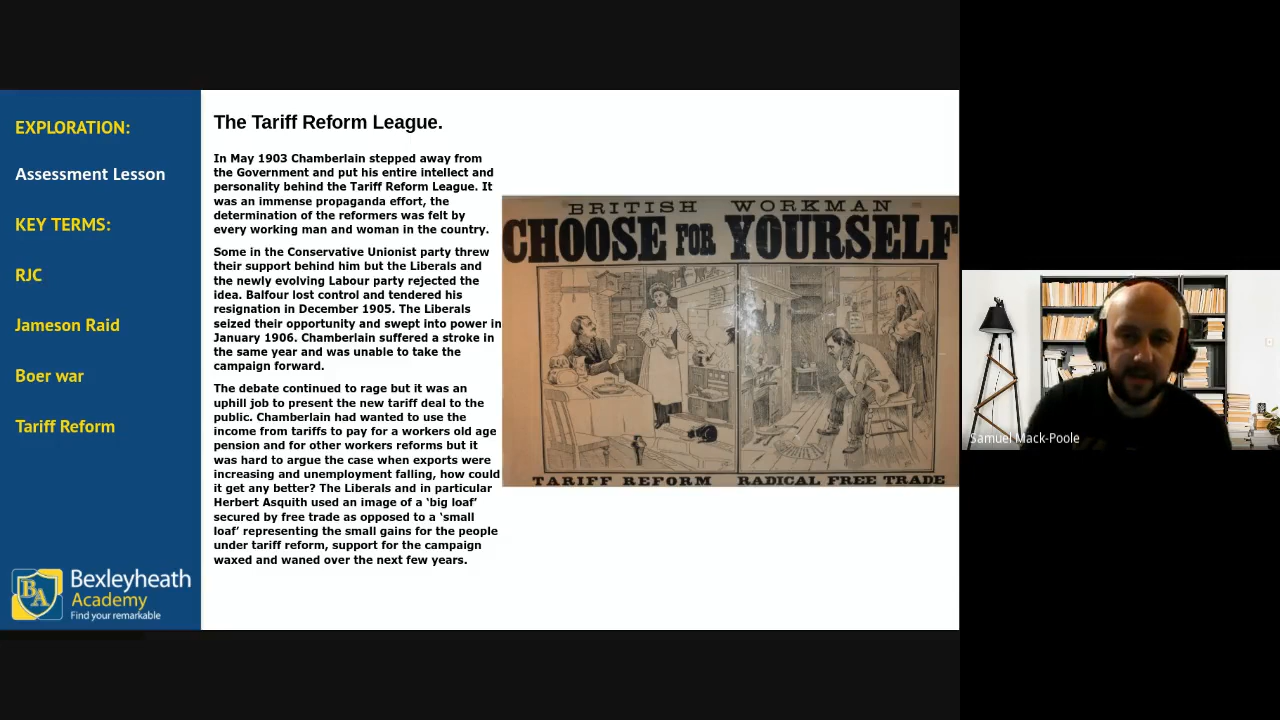 EXPLORATION:
Assessment Lesson
KEY TERMS:
RJC
Jameson Raid
Boer war
Tariff Reform
BA
Bexleyheath
Academy
Find your remarkable
The Tariff Reform League.
In May 1903 Chamberlain stepped away from
the Government and put his entire intellect and
personality behind the Tariff Reform League. It
was an immense propaganda effort, the
determination of the reformers was felt by
every working man and woman in the country.
Some in the Conservative Unionist party threw
their support behind him but the Liberals and
the newly evolving Labour party rejected the
idea. Balfour lost control and tendered his
resignation in December 1905. The Liberals
seized their opportunity and swept into power in
January 1906. Chamberlain suffered a stroke in
the same year and was unable to take the
campaign forward.
The debate continued to rage but it was an
uphill job to present the new tariff deal to the
public. Chamberlain had wanted to use the
income from tariffs to pay for a workers old age
pension and for other workers reforms but it
was hard to argue the case when exports were
increasing and unemployment falling, how could
it get any better? The Liberals and in particular
Herbert Asquith used an image of a ‘big loaf’
secured by free trade as opposed to a ‘small
loaf’ representing the small gains for the people
under tariff reform, support for the campaign
waxed and waned over the next few years.
BRITISH WORKMAN
CHOOSE FOR YOURSELF
TARIFF REFORM
RADICAL FREE TRADE
Samuel Mack-Poole